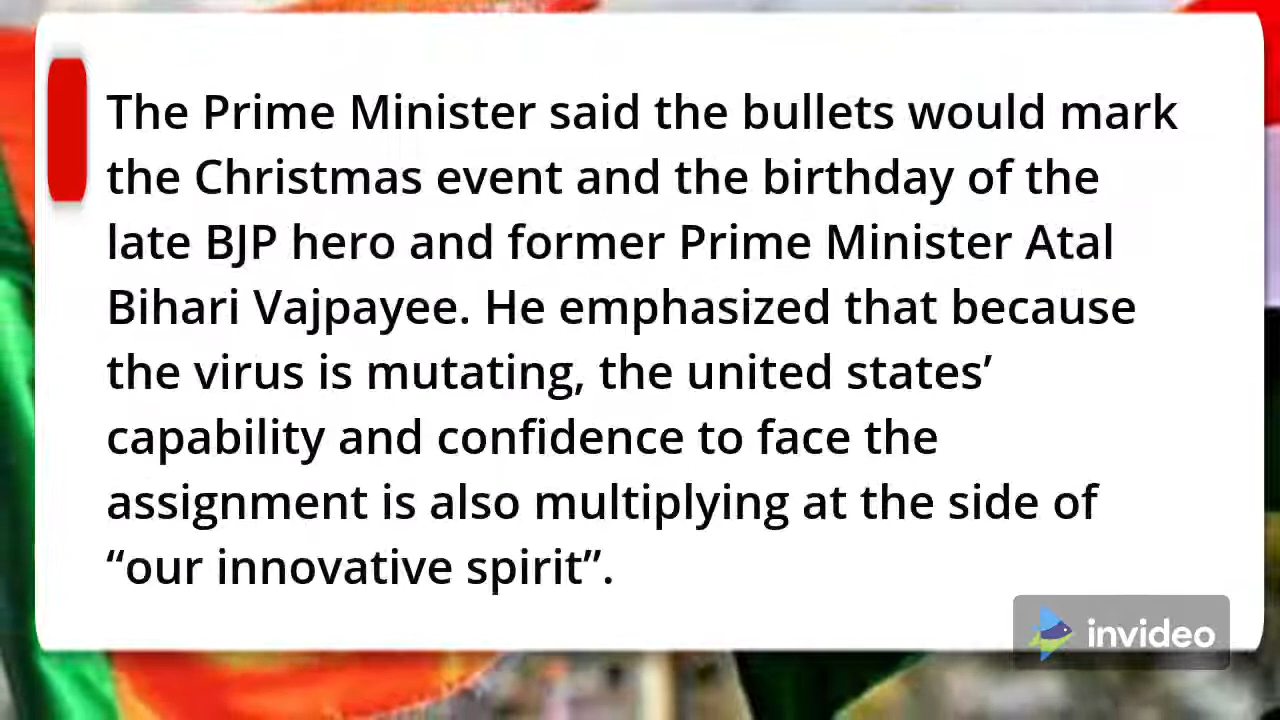 The Prime Minister said the bullets would mark
the Christmas event and the birthday of the
late BJP hero and former Prime Minister Atal
Bihari Vajpayee. He emphasized that because
the virus is mutating, the united states’
capability and confidence to face the
assignment is also multiplying at the side of
“our innovative spirit”.
invideo